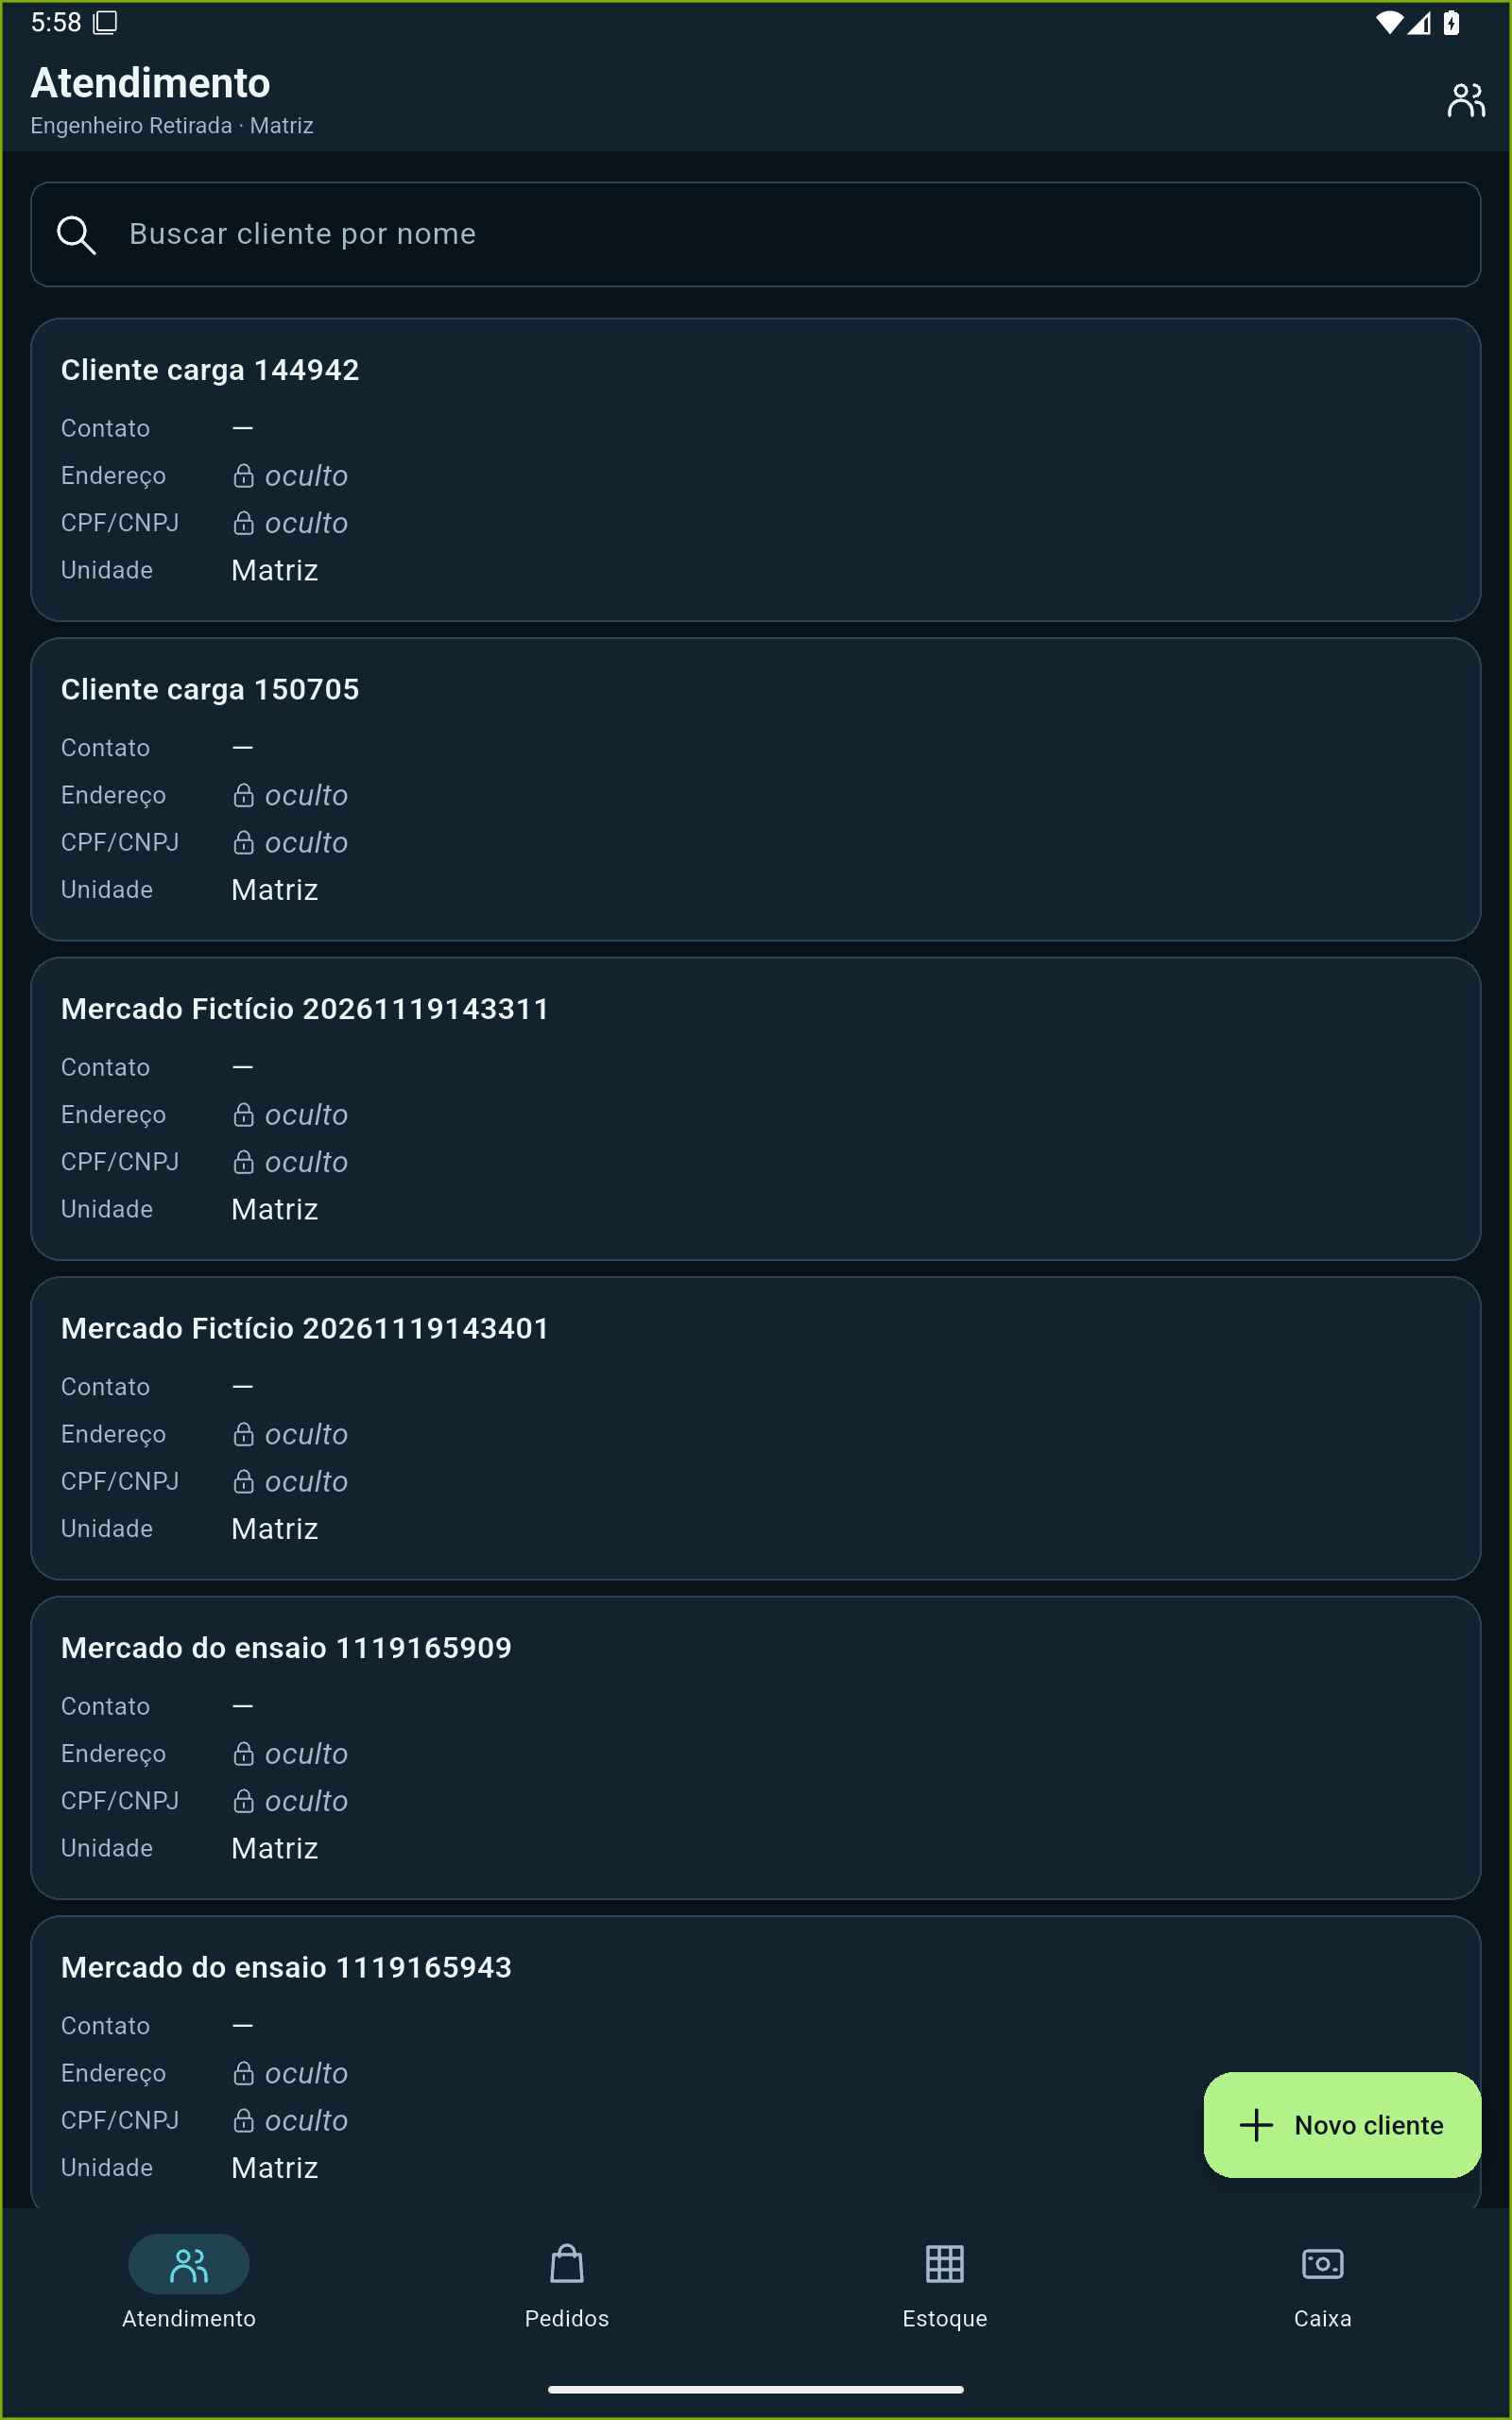 5:58
Atendimento
Engenheiro Retirada · Matriz
Buscar cliente por nome
Cliente carga 144942
Contato —
Endereço oculto
CPF/CNPJ oculto
Unidade Matriz
Cliente carga 150705
Contato —
Endereço oculto
CPF/CNPJ oculto
Unidade Matriz
Mercado Fictício 20261119143311
Contato —
Endereço oculto
CPF/CNPJ oculto
Unidade Matriz
Mercado Fictício 20261119143401
Contato —
Endereço oculto
CPF/CNPJ oculto
Unidade Matriz
Mercado do ensaio 1119165909
Contato —
Endereço oculto
CPF/CNPJ oculto
Unidade Matriz
Mercado do ensaio 1119165943
Contato —
Endereço oculto
CPF/CNPJ oculto
Unidade Matriz
Novo cliente
Atendimento Pedidos Estoque Caixa